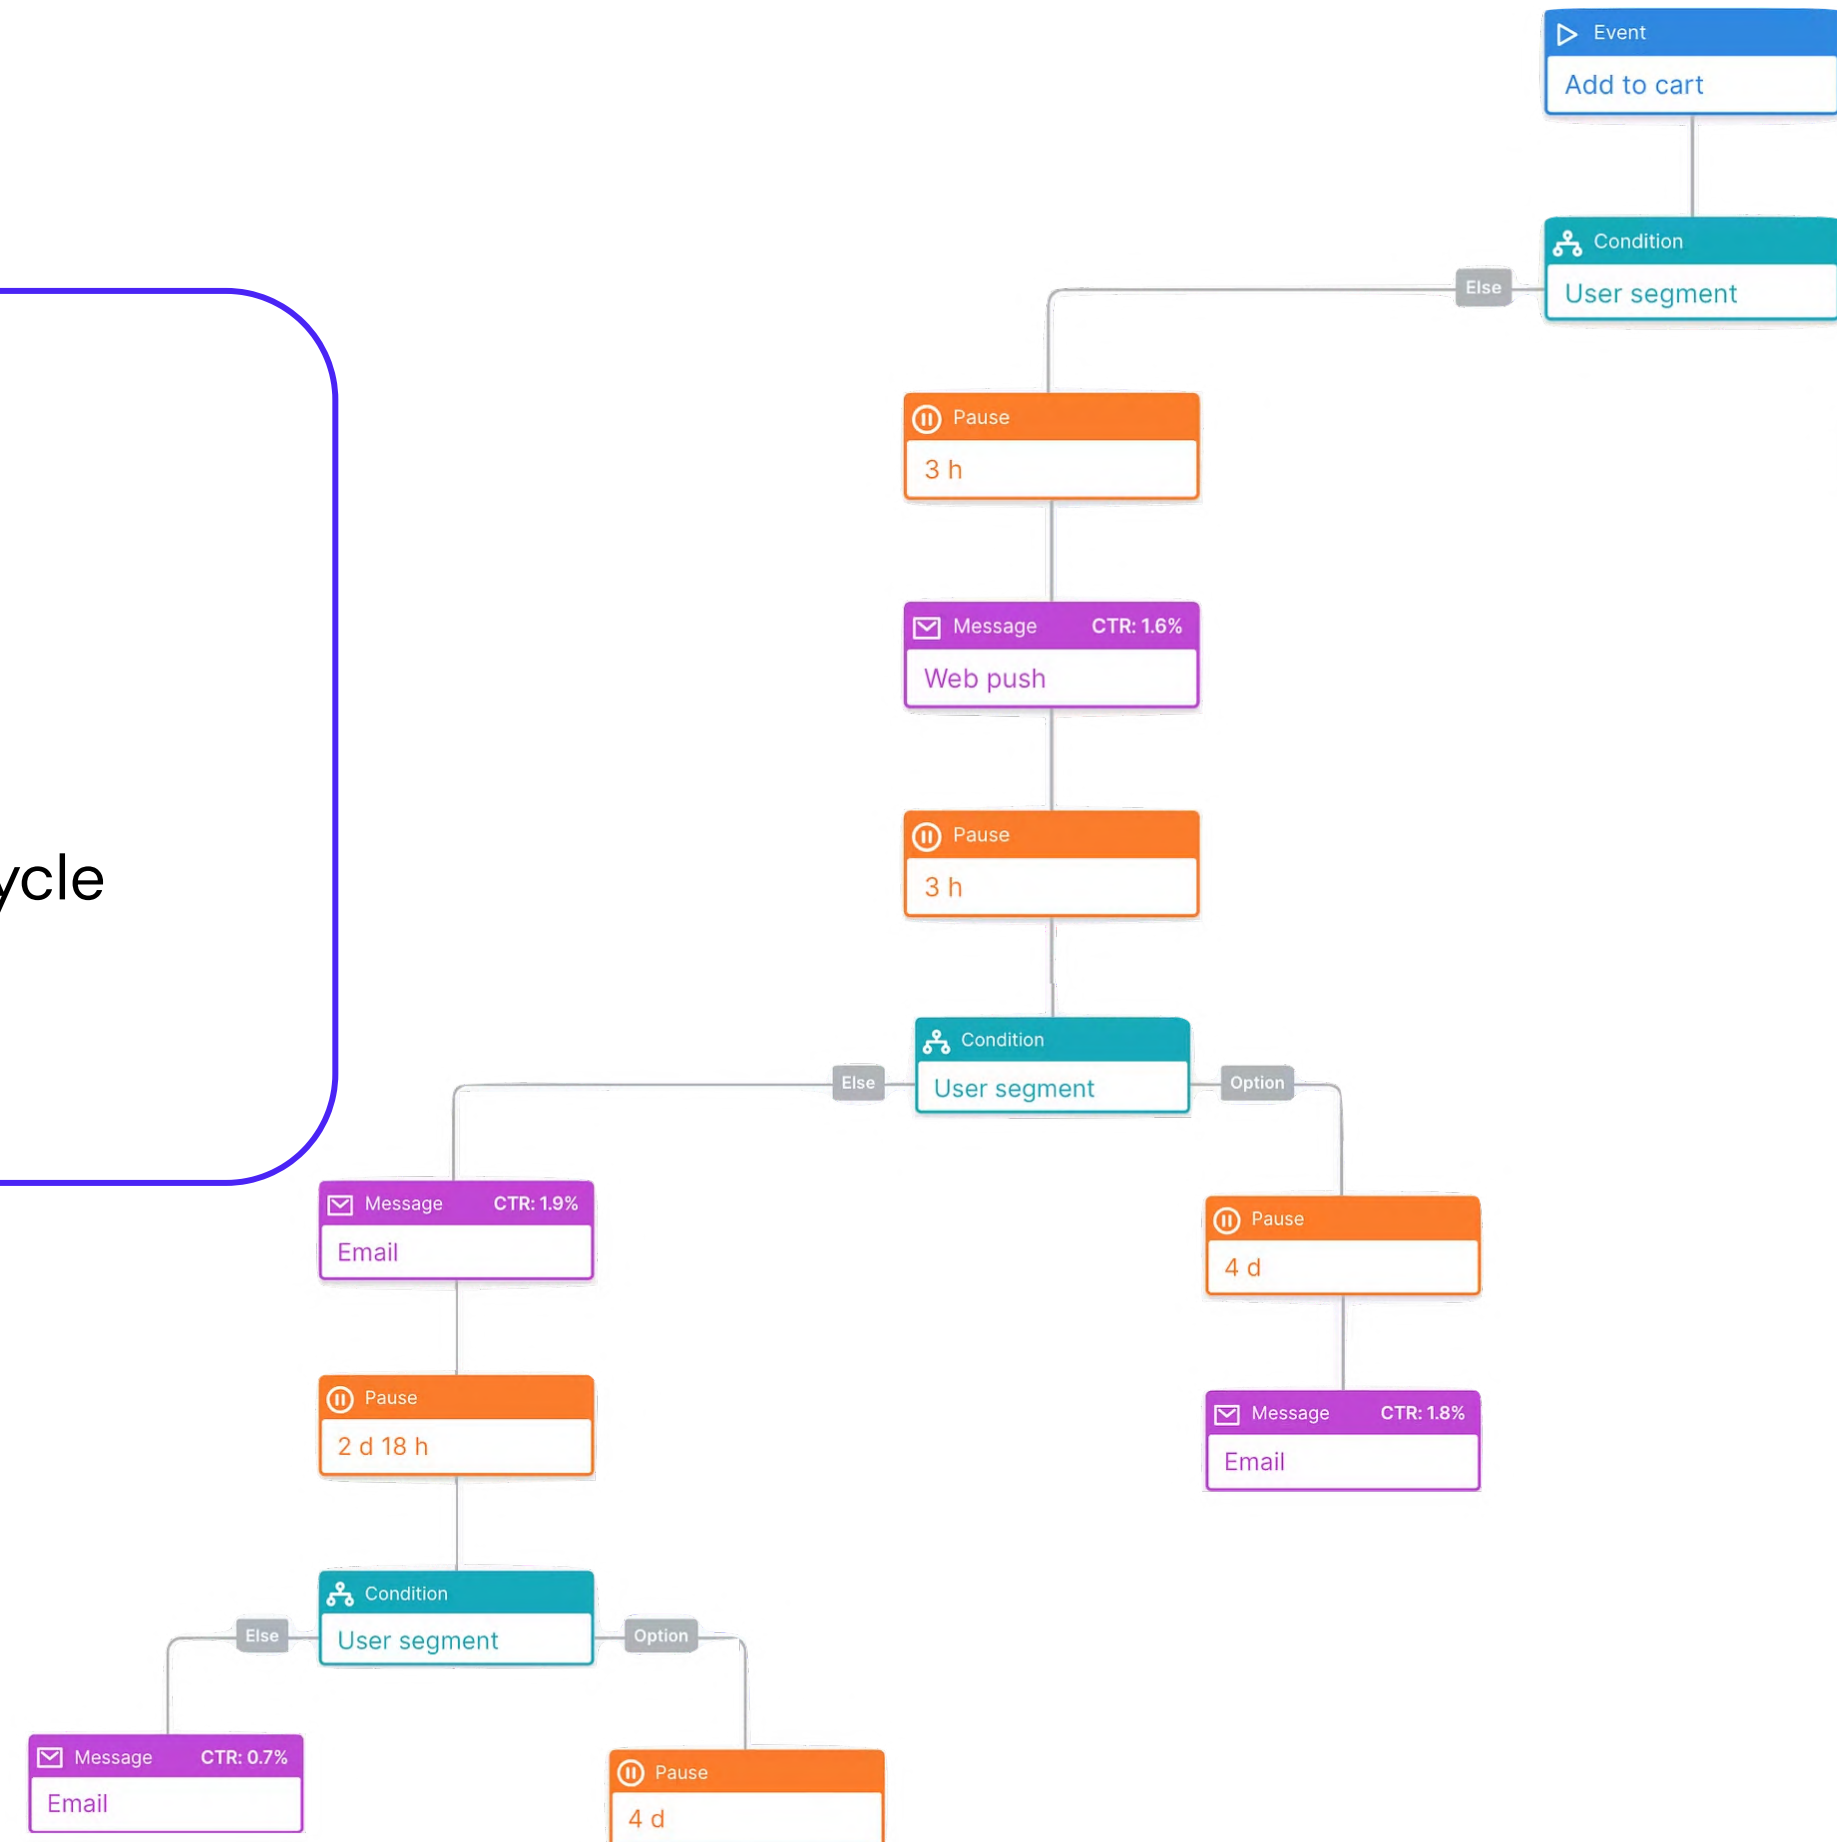 Event
Add to cart
Condition
User segment
Else
Pause
3 h
Message CTR: 1.6%
Web push
Pause
3 h
ycle
Condition
User segment
Else
Option
Message CTR: 1.9%
Email
Pause
4 d
Pause
2 d 18 h
Message CTR: 1.8%
Email
Condition
User segment
Else
Option
Message CTR: 0.7%
Email
Pause
4 d